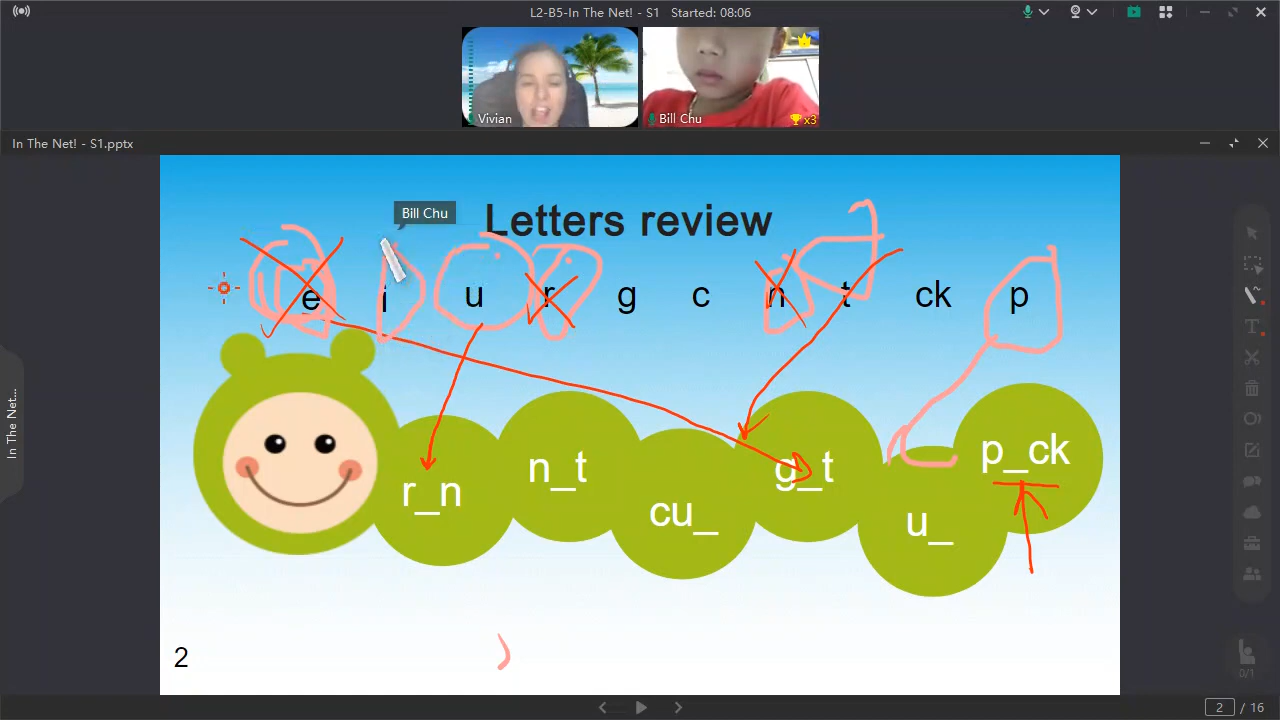 L2-B5-In The Net! - S1 Started: 08:06
Vivian
Bill Chu
x3
In The Net! - S1.pptx
Bill Chu
Letters review
e i u r g c n t ck p
r_n
n_t
cu_
g_t
u_
p_ck
In The Net...
T
2
0/1
2 / 16